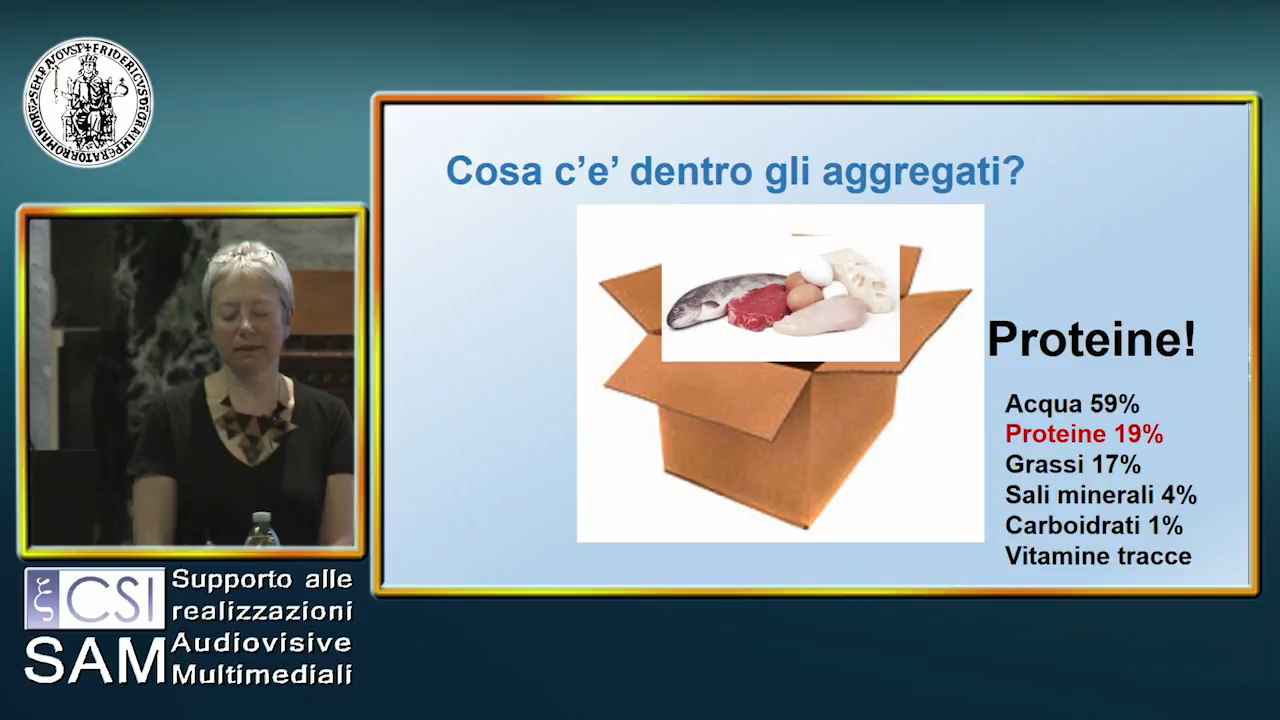 Cosa c’e’ dentro gli aggregati?
Proteine!
Acqua 59%
Proteine 19%
Grassi 17%
Sali minerali 4%
Carboidrati 1%
Vitamine tracce
ξ CSI
SAM
Supporto alle
realizzazioni
Audiovisive
Multimediali